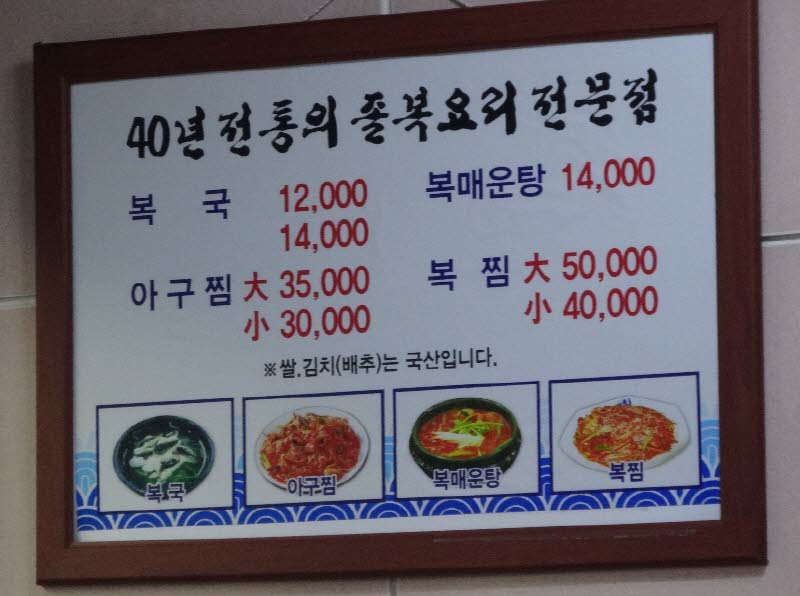 40년 전통의 졸복요리 전문점
복 국 12,000
14,000
복매운탕 14,000
아구찜 大 35,000
小 30,000
복 찜 大 50,000
小 40,000
※쌀.김치(배추)는 국산입니다.
복국
아구찜
복매운탕
복찜